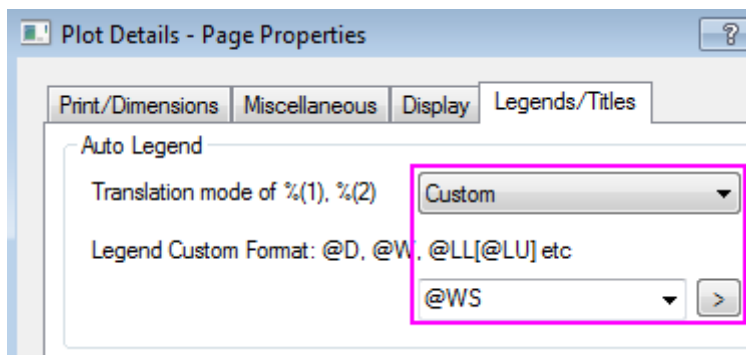 Plot Details - Page Properties
?
Print/Dimensions Miscellaneous Display Legends/Titles
Auto Legend
Translation mode of %(1), %(2) Custom
Legend Custom Format: @D, @W, @LL[@LU] etc
@WS >